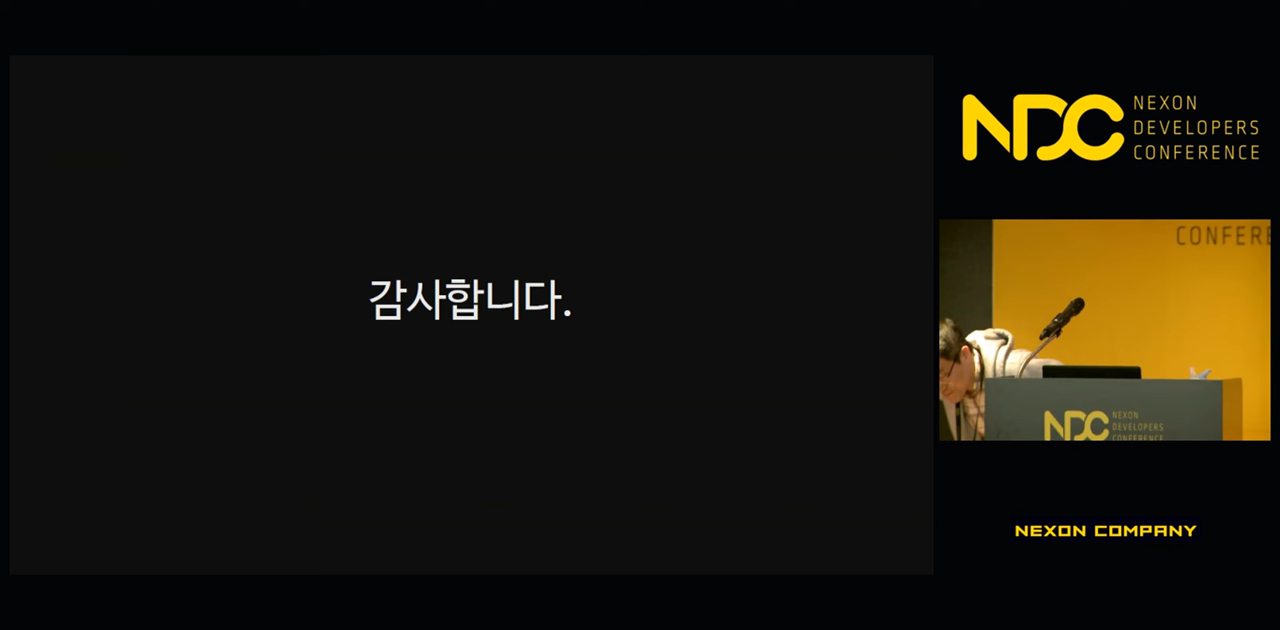 감사합니다.
NDC
NEXON
DEVELOPERS
CONFERENCE
CONFERE
NDC
NEXON
DEVELOPERS
CONFERENCE
NEXON COMPANY